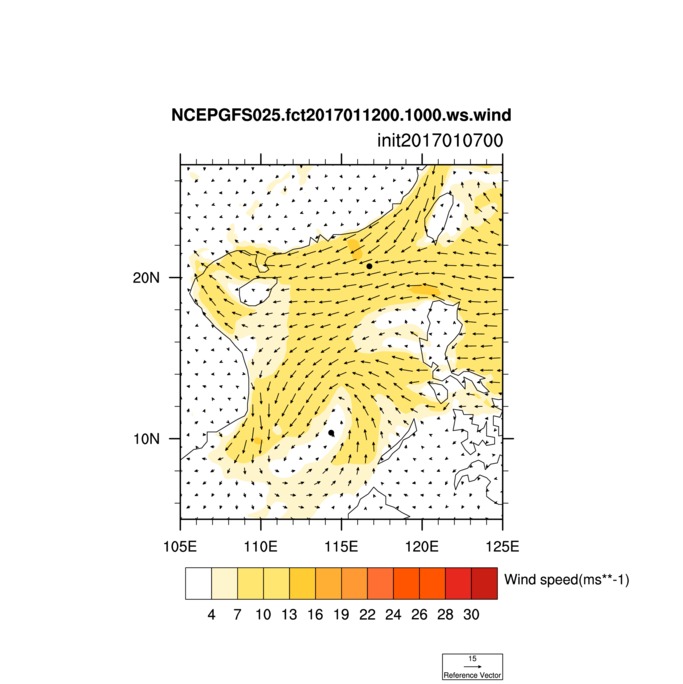 NCEPGFS025.fct2017011200.1000.ws.wind
init2017010700
20N
10N
105E 110E 115E 120E 125E
Wind speed(ms**-1)
4 7 10 13 16 19 22 24 26 28 30
15
Reference Vector